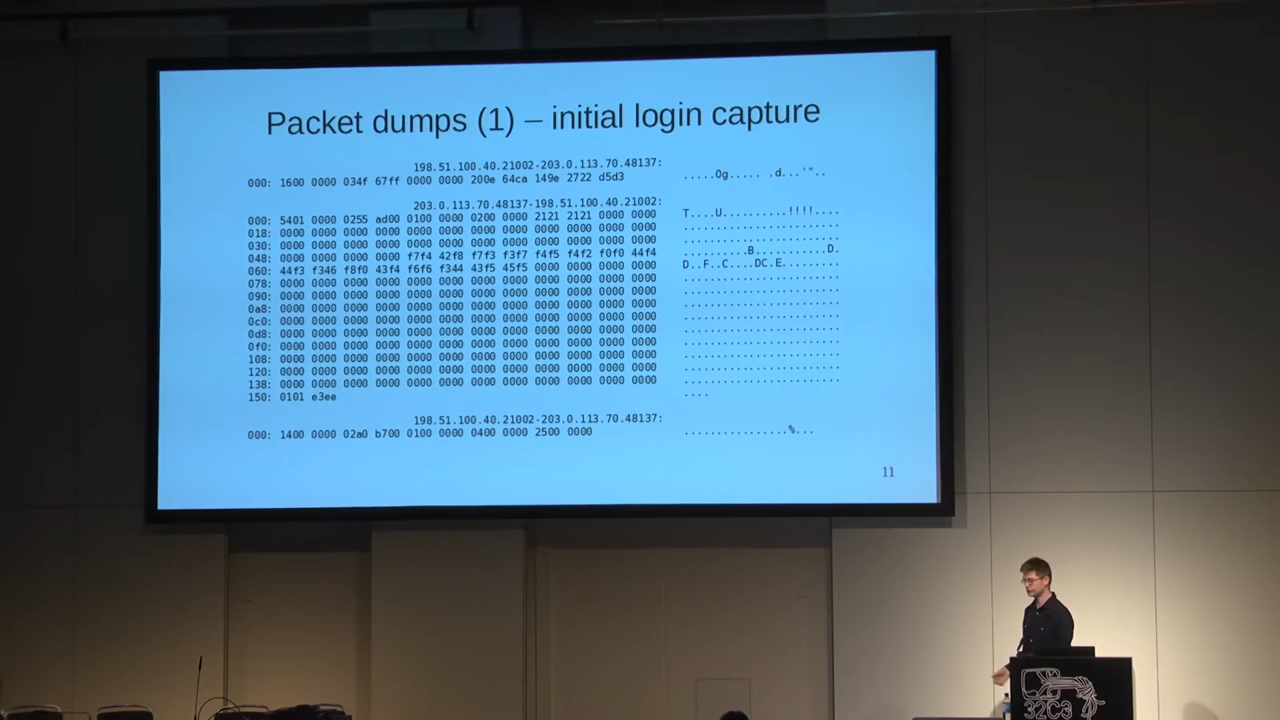 Packet dumps (1) – initial login capture
198.51.100.40.21002-203.0.113.70.48137:
000: 1600 0000 034f 67ff 0000 0000 200e 64ca 149e 2722 d5d3 .....Og..... .d...'"..
203.0.113.70.48137-198.51.100.40.21002:
000: 5401 0000 0255 ad00 0100 0000 0200 0000 2121 2121 0000 0000 T....U..........!!!!....
018: 0000 0000 0000 0000 0000 0000 0000 0000 0000 0000 0000 0000 ........................
030: 0000 0000 0000 0000 0000 0000 0000 0000 0000 0000 0000 0000 ........................
048: 0000 0000 0000 0000 f7f4 42f8 f7f3 f3f7 f4f5 f4f2 f0f0 44f4 ..........B...........D.
060: 44f3 f346 f8f0 43f4 f6f6 f344 43f5 45f5 0000 0000 0000 0000 D..F..C....DC.E.........
078: 0000 0000 0000 0000 0000 0000 0000 0000 0000 0000 0000 0000 ........................
090: 0000 0000 0000 0000 0000 0000 0000 0000 0000 0000 0000 0000 ........................
0a8: 0000 0000 0000 0000 0000 0000 0000 0000 0000 0000 0000 0000 ........................
0c0: 0000 0000 0000 0000 0000 0000 0000 0000 0000 0000 0000 0000 ........................
0d8: 0000 0000 0000 0000 0000 0000 0000 0000 0000 0000 0000 0000 ........................
0f0: 0000 0000 0000 0000 0000 0000 0000 0000 0000 0000 0000 0000 ........................
108: 0000 0000 0000 0000 0000 0000 0000 0000 0000 0000 0000 0000 ........................
120: 0000 0000 0000 0000 0000 0000 0000 0000 0000 0000 0000 0000 ........................
138: 0000 0000 0000 0000 0000 0000 0000 0000 0000 0000 0000 0000 ........................
150: 0101 e3ee ....
198.51.100.40.21002-203.0.113.70.48137:
000: 1400 0000 02a0 b700 0100 0000 0400 0000 2500 0000 ................%...
11
32C3